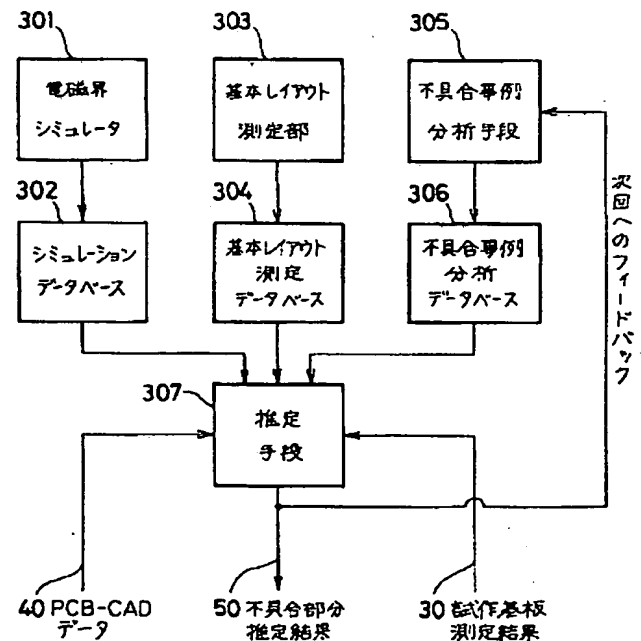 301
電磁界
シミュレータ
303
基本レイアウト
測定部
305
不具合事例
分析手段
302
シミュレーション
データベース
304
基本レイアウト
測定
データベース
306
不具合事例
分析
データベース
次回へのフィードバック
307
推定
手段
40 PCB-CAD
データ
50 不具合部分
推定結果
30 試作基板
測定結果